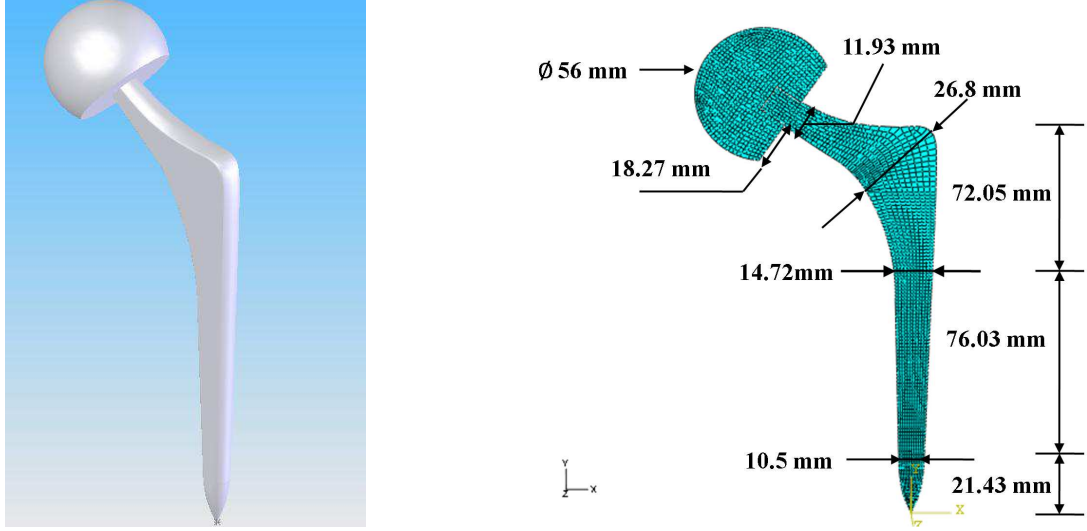 11.93 mm
Ø 56 mm
26.8 mm
18.27 mm
72.05 mm
14.72mm
76.03 mm
10.5 mm
21.43 mm
Y
Z X
Y
X
Z